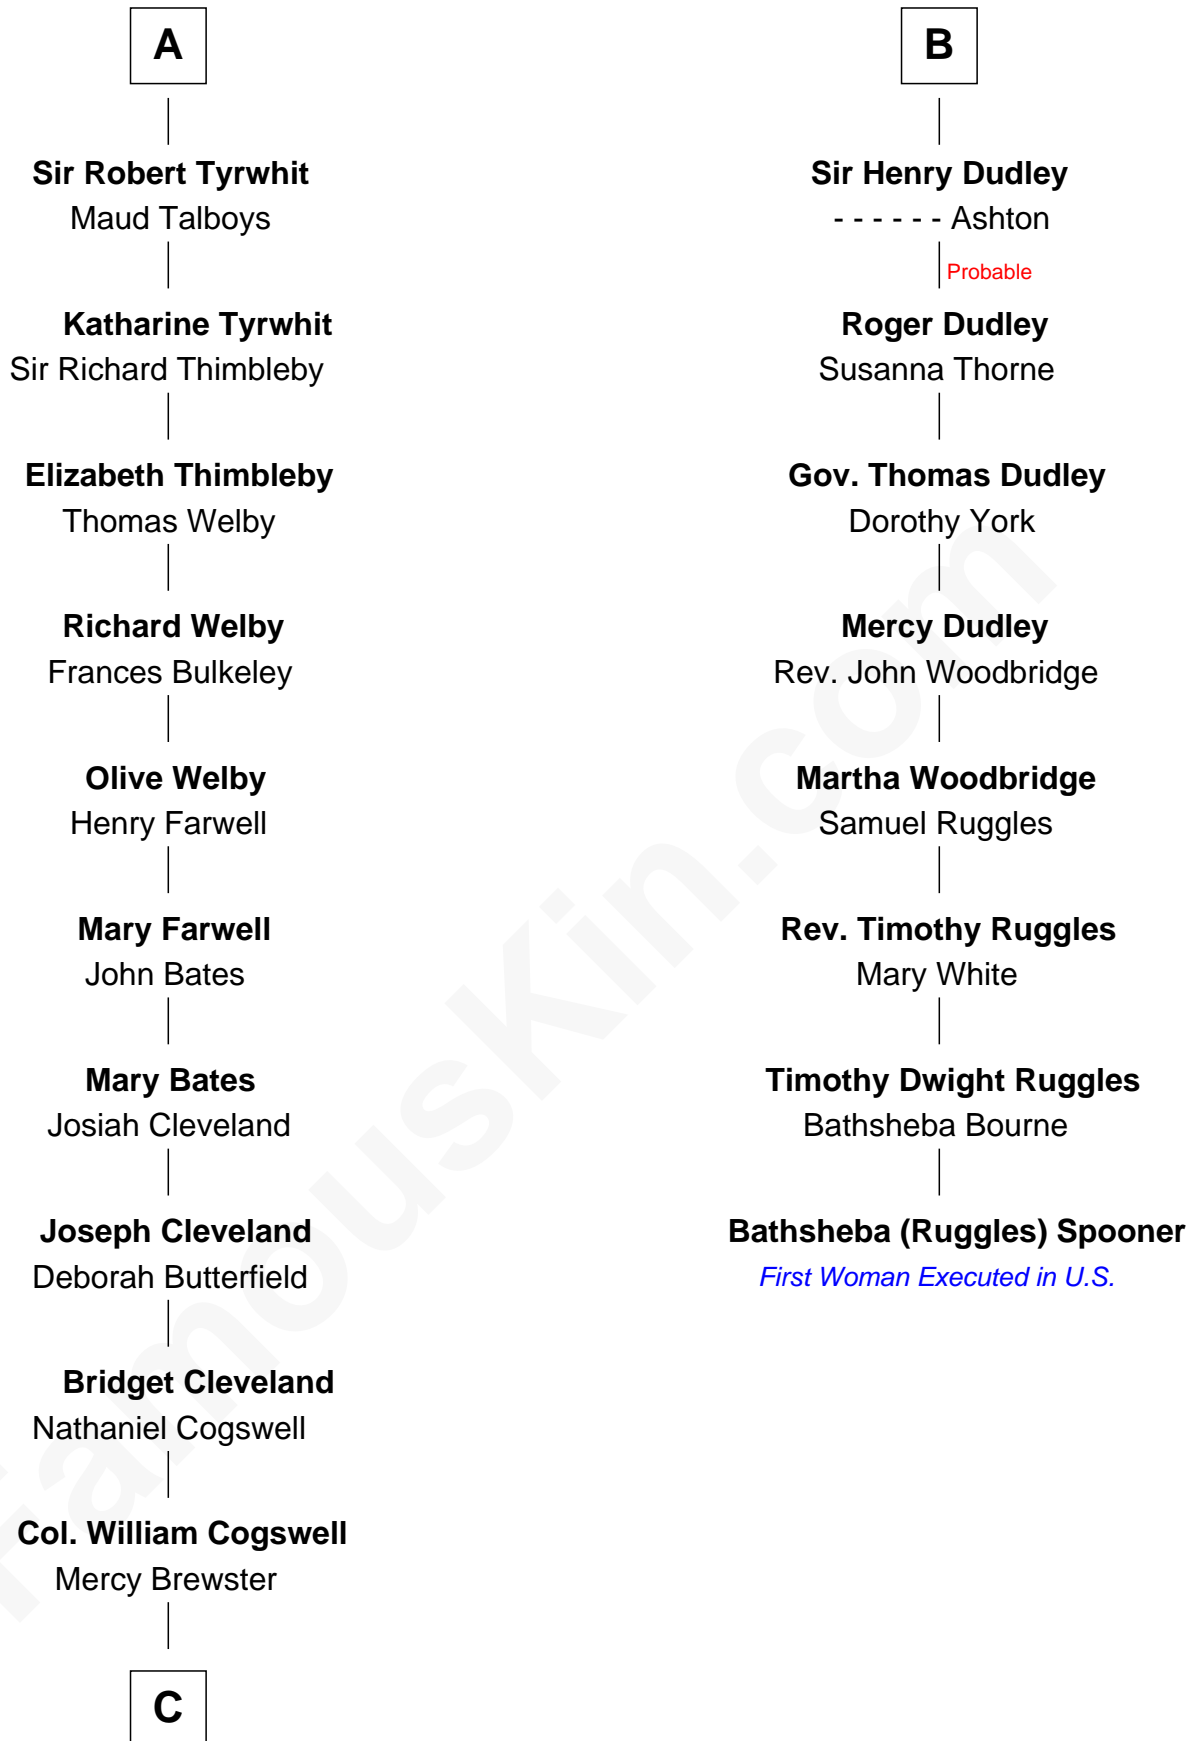 A
Sir Robert Tyrwhit
Maud Talboys
Katharine Tyrwhit
Sir Richard Thimbleby
Elizabeth Thimbleby
Thomas Welby
Richard Welby
Frances Bulkeley
Olive Welby
Henry Farwell
Mary Farwell
John Bates
Mary Bates
Josiah Cleveland
Joseph Cleveland
Deborah Butterfield
Bridget Cleveland
Nathaniel Cogswell
Col. William Cogswell
Mercy Brewster
C
B
Sir Henry Dudley
- - - - - - Ashton
Probable
Roger Dudley
Susanna Thorne
Gov. Thomas Dudley
Dorothy York
Mercy Dudley
Rev. John Woodbridge
Martha Woodbridge
Samuel Ruggles
Rev. Timothy Ruggles
Mary White
Timothy Dwight Ruggles
Bathsheba Bourne
Bathsheba (Ruggles) Spooner
First Woman Executed in U.S.
FamousKin.com